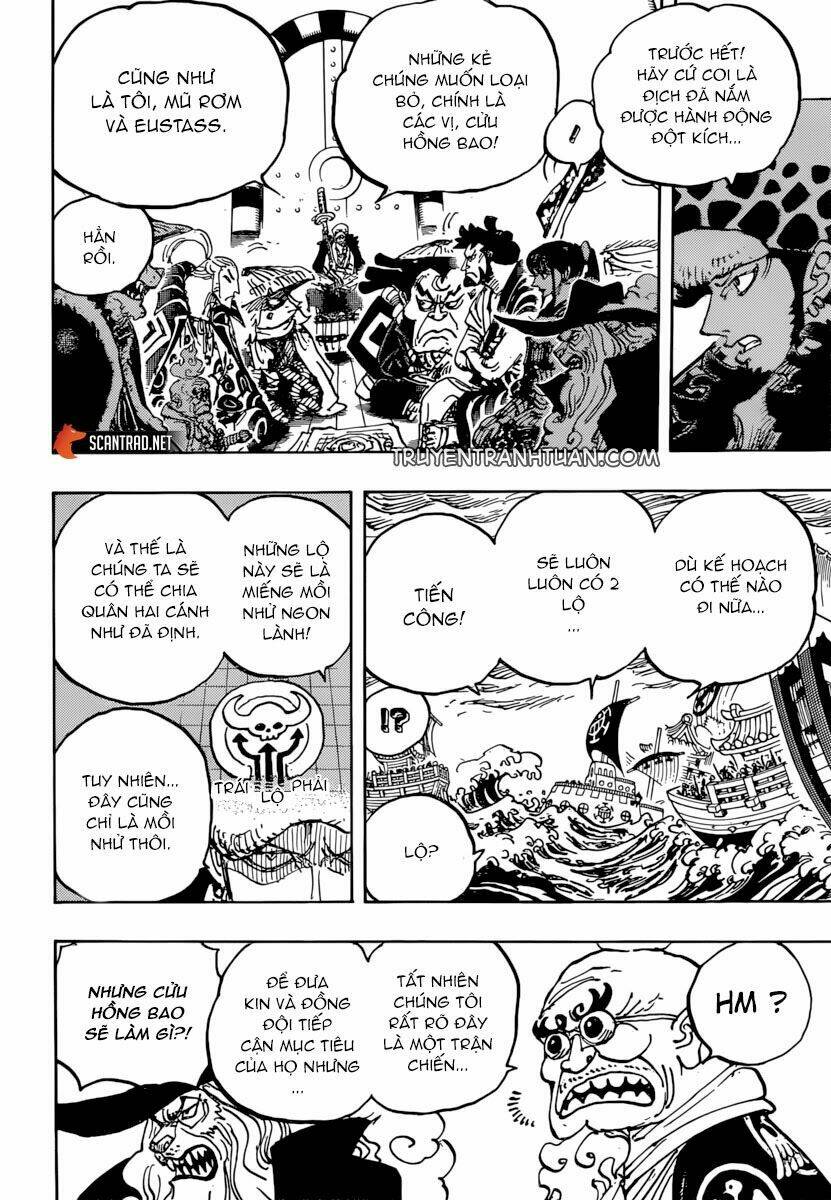 TRƯỚC HẾT!
HÃY CỨ COI LÀ
ĐỊCH ĐÃ NẮM
ĐƯỢC HÀNH ĐỘNG
ĐỘT KÍCH...
!
NHỮNG KẺ
CHÚNG MUỐN LOẠI
BỎ, CHÍNH LÀ
CÁC VỊ, CỬU
HỒNG BAO!
CŨNG NHƯ
LÀ TÔI, MŨ RƠM
VÀ EUSTASS.
HẲN
RỒI.
SCANTRAD.NET
TRUYENTRANHTUAN.COM
DÙ KẾ HOẠCH
CÓ THẾ NÀO
ĐI NỮA...
SẼ LUÔN
LUÔN CÓ 2
LỘ
...
TIẾN
CÔNG!
!?
LỘ?
NHỮNG LỘ
NÀY SẼ LÀ
MIẾNG MỒI
NHỬ NGON
LÀNH!
VÀ THẾ LÀ
CHÚNG TA SẼ
CÓ THỂ CHIA
QUÂN HAI CÁNH
NHƯ ĐÃ ĐỊNH.
TRÁI
LỘ
PHẢI
TUY NHIÊN...
ĐÂY CŨNG
CHỈ LÀ MỒI
NHỬ THÔI.
HM ?
TẤT NHIÊN
CHÚNG TÔI
RẤT RÕ ĐÂY
LÀ MỘT TRẬN
CHIẾN...
ĐỂ ĐƯA
KIN VÀ ĐỒNG
ĐỘI TIẾP
CẬN MỤC TIÊU
CỦA HỌ NHƯNG
...
NHƯNG CỬU
HỒNG BAO
SẼ LÀM GÌ?!